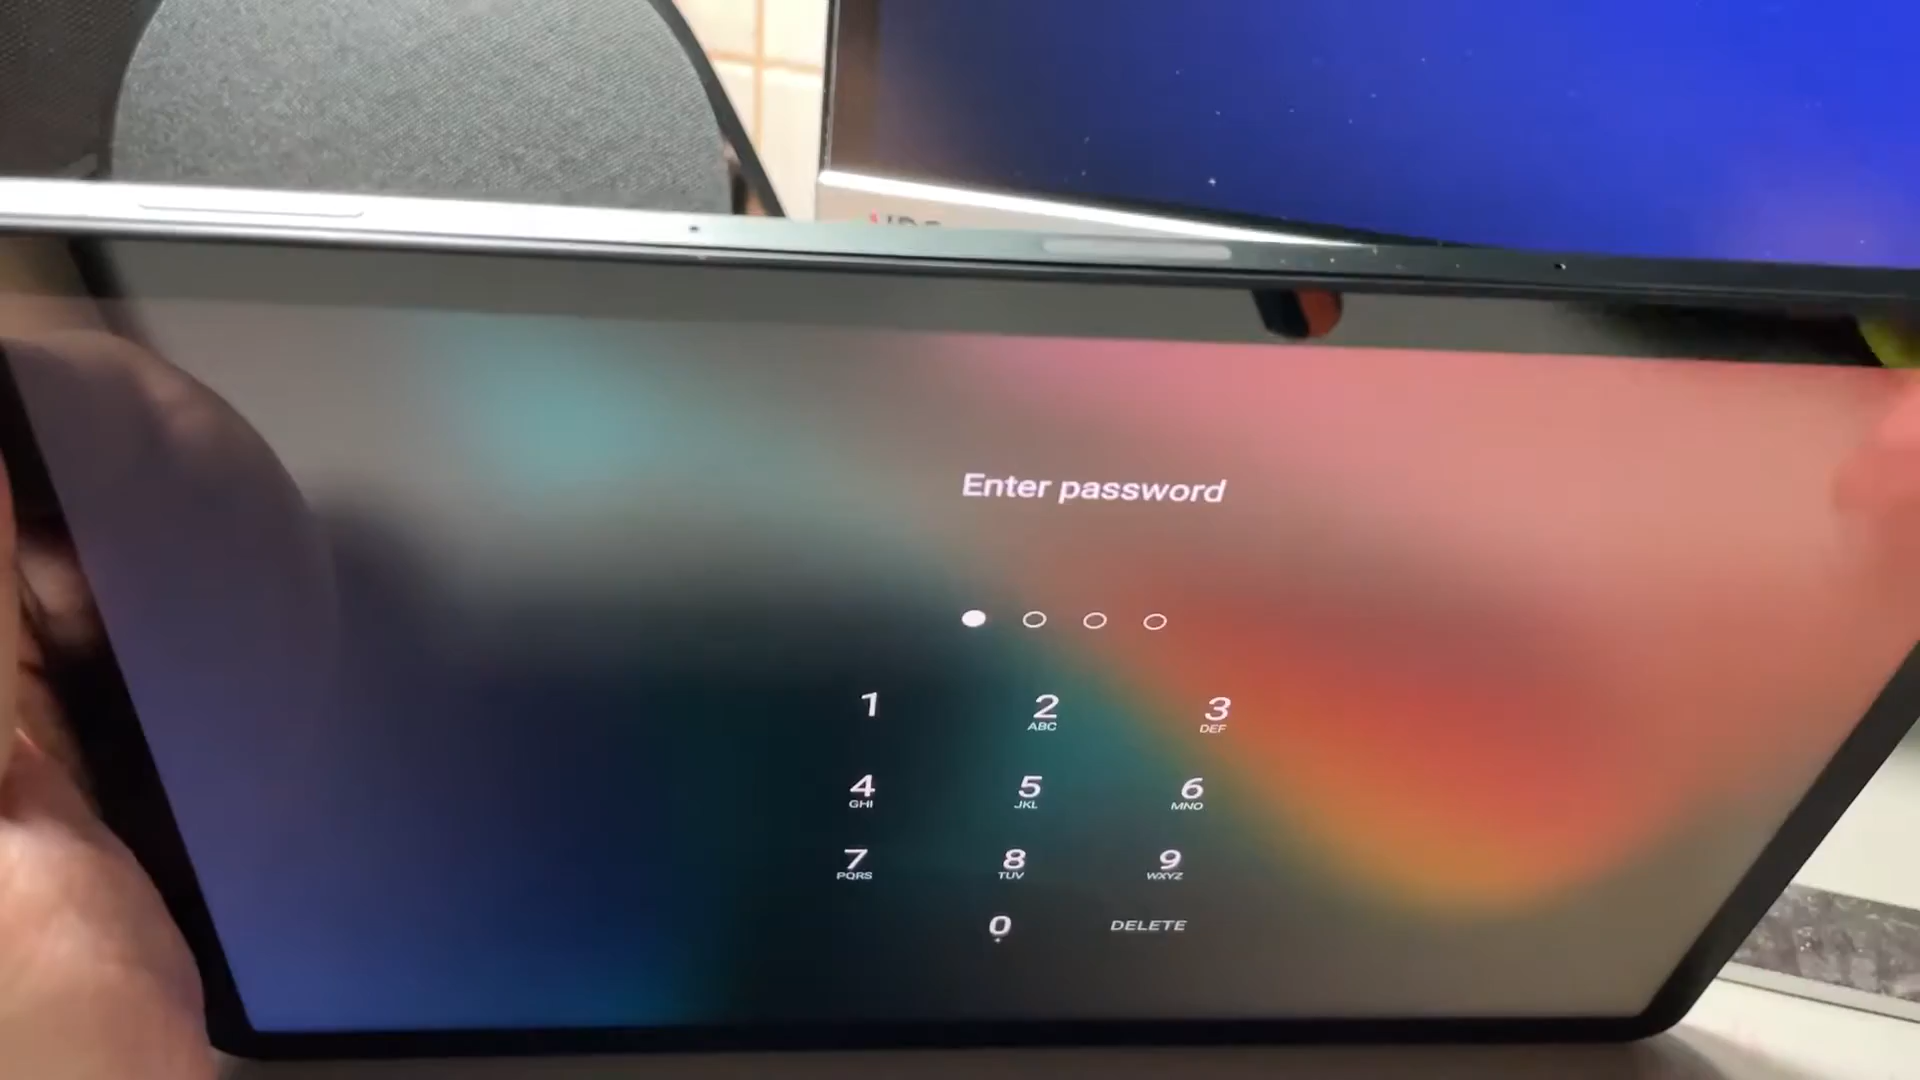 Enter password
1
2
ABC
3
DEF
4
GHI
5
JKL
6
MNO
7
PQRS
8
TUV
9
WXYZ
0
+
DELETE